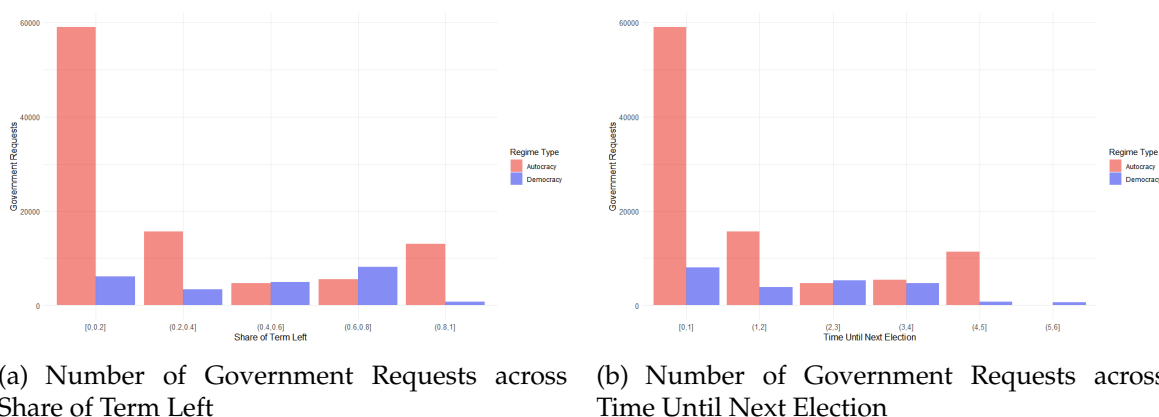 60000
40000
20000
0
Government Requests
[0,0.2]
(0.2,0.4]
(0.4,0.6]
(0.6,0.8]
(0.8,1]
Share of Term Left
Regime Type
Autocracy
Democracy
60000
40000
20000
0
Government Requests
[0,1]
(1,2]
(2,3]
(3,4]
(4,5]
(5,6]
Time Until Next Election
Regime Type
Autocracy
Democracy
(a) Number of Government Requests across
Share of Term Left
(b) Number of Government Requests across
Time Until Next Election